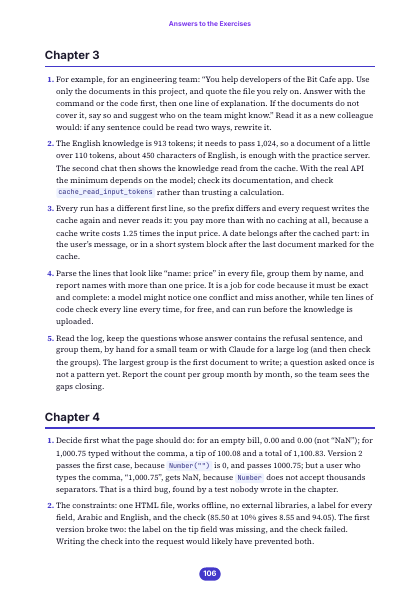 Answers to the Exercises
Chapter 3
1. For example, for an engineering team: “You help developers of the Bit Cafe app. Use
only the documents in this project, and quote the file you rely on. Answer with the
command or the code first, then one line of explanation. If the documents do not
cover it, say so and suggest who on the team might know.” Read it as a new colleague
would: if any sentence could be read two ways, rewrite it.
2. The English knowledge is 913 tokens; it needs to pass 1,024, so a document of a little
over 110 tokens, about 450 characters of English, is enough with the practice server.
The second chat then shows the knowledge read from the cache. With the real API
the minimum depends on the model; check its documentation, and check
cache_read_input_tokens rather than trusting a calculation.
3. Every run has a different first line, so the prefix differs and every request writes the
cache again and never reads it: you pay more than with no caching at all, because a
cache write costs 1.25 times the input price. A date belongs after the cached part: in
the user’s message, or in a short system block after the last document marked for the
cache.
4. Parse the lines that look like “name: price” in every file, group them by name, and
report names with more than one price. It is a job for code because it must be exact
and complete: a model might notice one conflict and miss another, while ten lines of
code check every line every time, for free, and can run before the knowledge is
uploaded.
5. Read the log, keep the questions whose answer contains the refusal sentence, and
group them, by hand for a small team or with Claude for a large log (and then check
the groups). The largest group is the first document to write; a question asked once is
not a pattern yet. Report the count per group month by month, so the team sees the
gaps closing.
Chapter 4
1. Decide first what the page should do: for an empty bill, 0.00 and 0.00 (not “NaN”); for
1,000.75 typed without the comma, a tip of 100.08 and a total of 1,100.83. Version 2
passes the first case, because Number("") is 0, and passes 1000.75; but a user who
types the comma, “1,000.75”, gets NaN, because Number does not accept thousands
separators. That is a third bug, found by a test nobody wrote in the chapter.
2. The constraints: one HTML file, works offline, no external libraries, a label for every
field, Arabic and English, and the check (85.50 at 10% gives 8.55 and 94.05). The first
version broke two: the label on the tip field was missing, and the check failed.
Writing the check into the request would likely have prevented both.
106